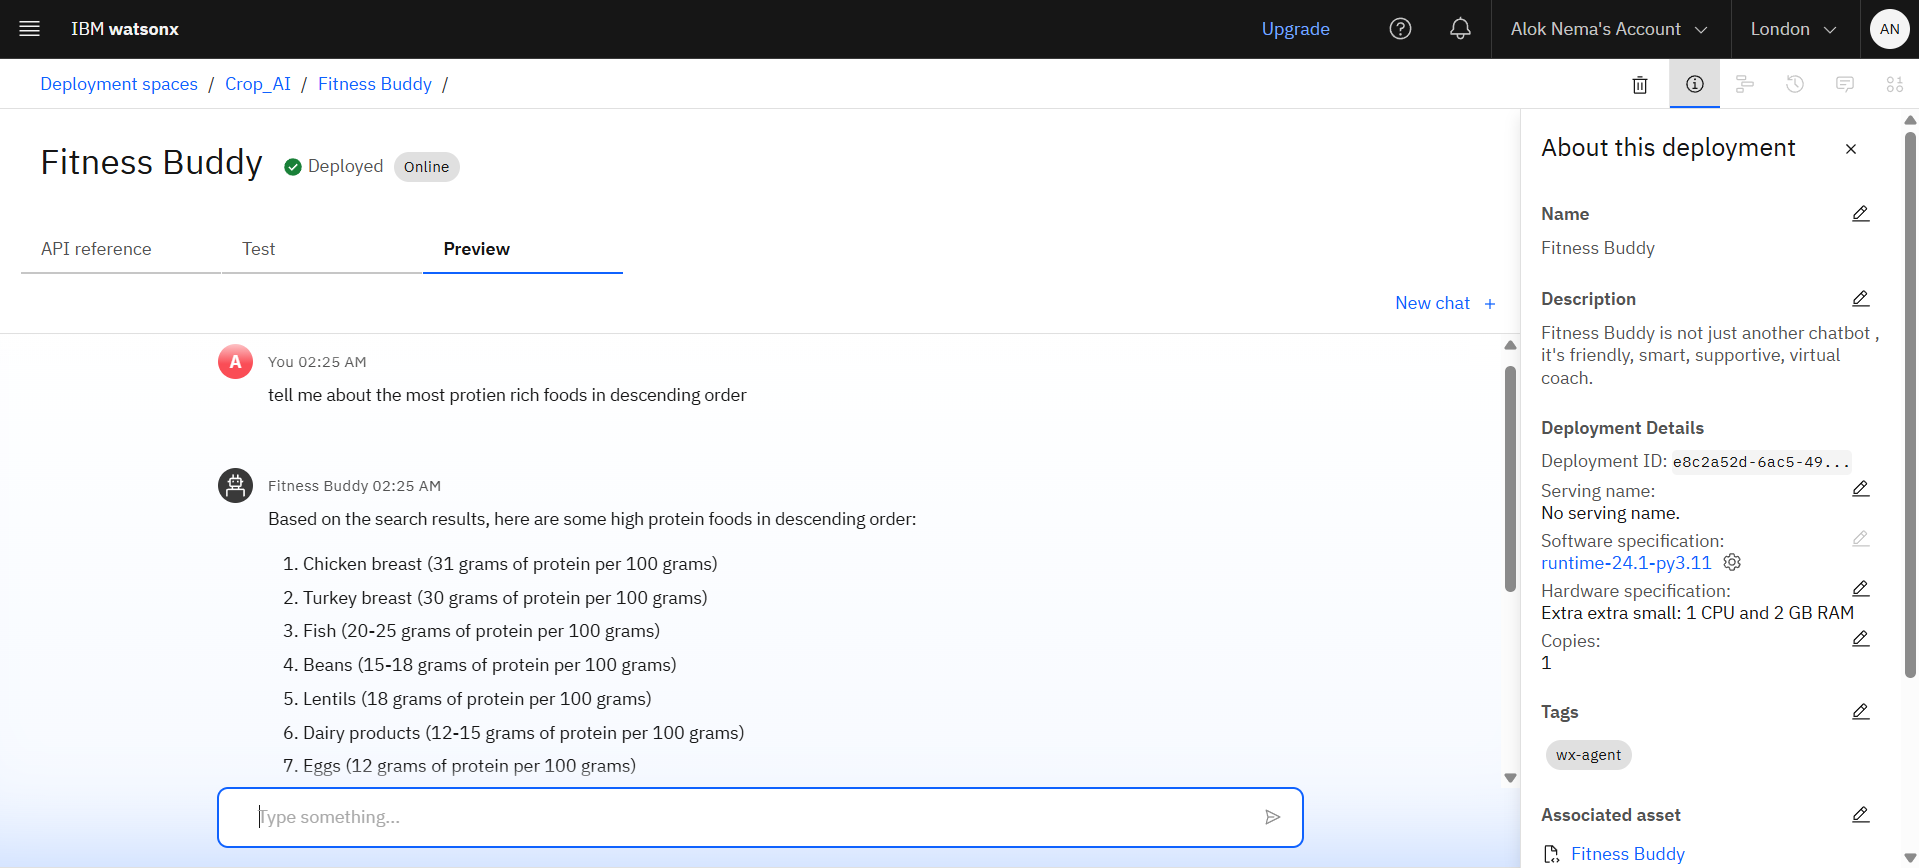 IBM watsonx
Upgrade
Alok Nema's Account
London
AN
Deployment spaces / Crop_AI / Fitness Buddy /
Fitness Buddy
Deployed
Online
API reference
Test
Preview
New chat +
A
You 02:25 AM
tell me about the most protien rich foods in descending order
Fitness Buddy 02:25 AM
Based on the search results, here are some high protein foods in descending order:
1. Chicken breast (31 grams of protein per 100 grams)
2. Turkey breast (30 grams of protein per 100 grams)
3. Fish (20-25 grams of protein per 100 grams)
4. Beans (15-18 grams of protein per 100 grams)
5. Lentils (18 grams of protein per 100 grams)
6. Dairy products (12-15 grams of protein per 100 grams)
7. Eggs (12 grams of protein per 100 grams)
Type something...
About this deployment
Name
Fitness Buddy
Description
Fitness Buddy is not just another chatbot ,
it's friendly, smart, supportive, virtual
coach.
Deployment Details
Deployment ID: e8c2a52d-6ac5-49...
Serving name:
No serving name.
Software specification:
runtime-24.1-py3.11
Hardware specification:
Extra extra small: 1 CPU and 2 GB RAM
Copies:
1
Tags
wx-agent
Associated asset
Fitness Buddy